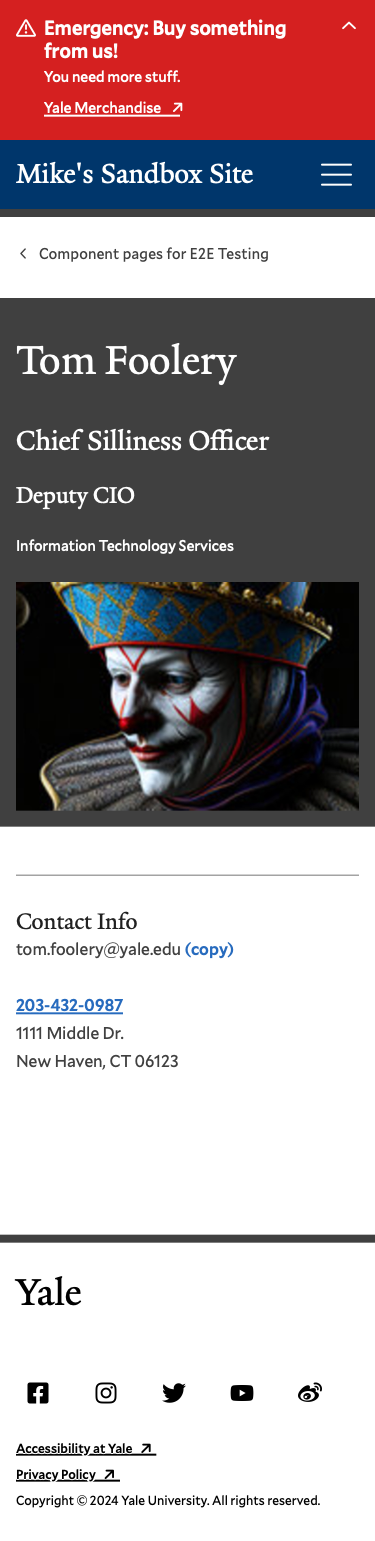 Emergency: Buy something
from us!
You need more stuff.
Yale Merchandise
Mike's Sandbox Site
Component pages for E2E Testing
Tom Foolery
Chief Silliness Officer
Deputy CIO
Information Technology Services
Contact Info
tom.foolery@yale.edu (copy)
203-432-0987
1111 Middle Dr.
New Haven, CT 06123
Yale
Accessibility at Yale
Privacy Policy
Copyright © 2024 Yale University. All rights reserved.